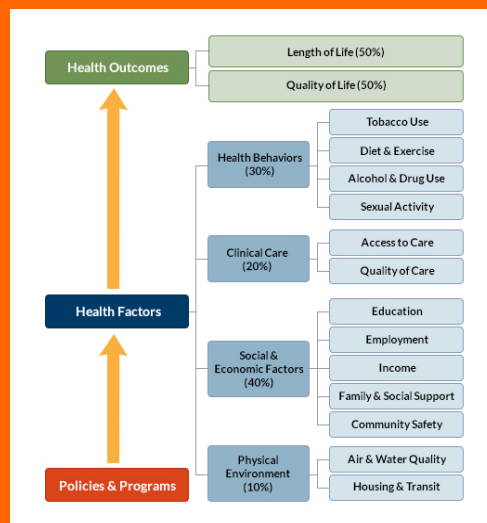 Health Outcomes
Length of Life (50%)
Quality of Life (50%)
Health Factors
Health Behaviors
(30%)
Tobacco Use
Diet & Exercise
Alcohol & Drug Use
Sexual Activity
Clinical Care
(20%)
Access to Care
Quality of Care
Social &
Economic Factors
(40%)
Education
Employment
Income
Family & Social Support
Community Safety
Physical
Environment
(10%)
Air & Water Quality
Housing & Transit
Policies & Programs